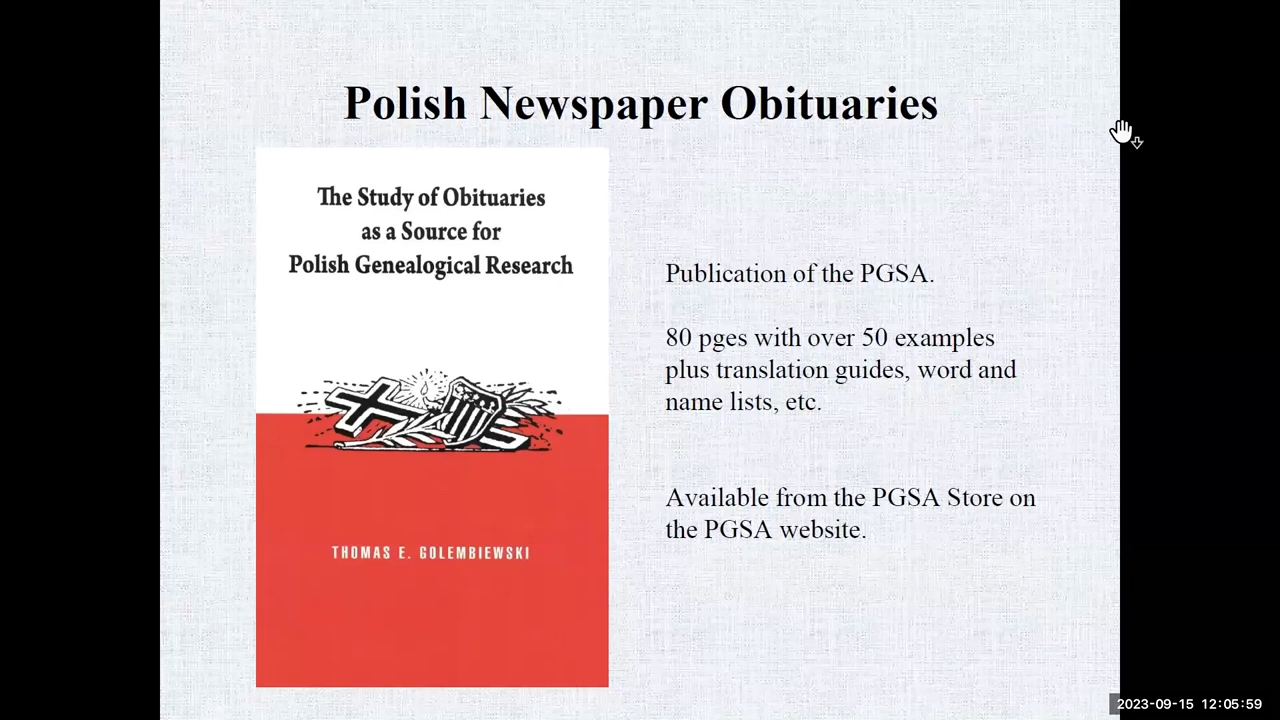 Polish Newspaper Obituaries
The Study of Obituaries
as a Source for
Polish Genealogical Research
THOMAS E. GOLEMBIEWSKI
Publication of the PGSA.
80 pges with over 50 examples
plus translation guides, word and
name lists, etc.
Available from the PGSA Store on
the PGSA website.
2023-09-15 12:05:59